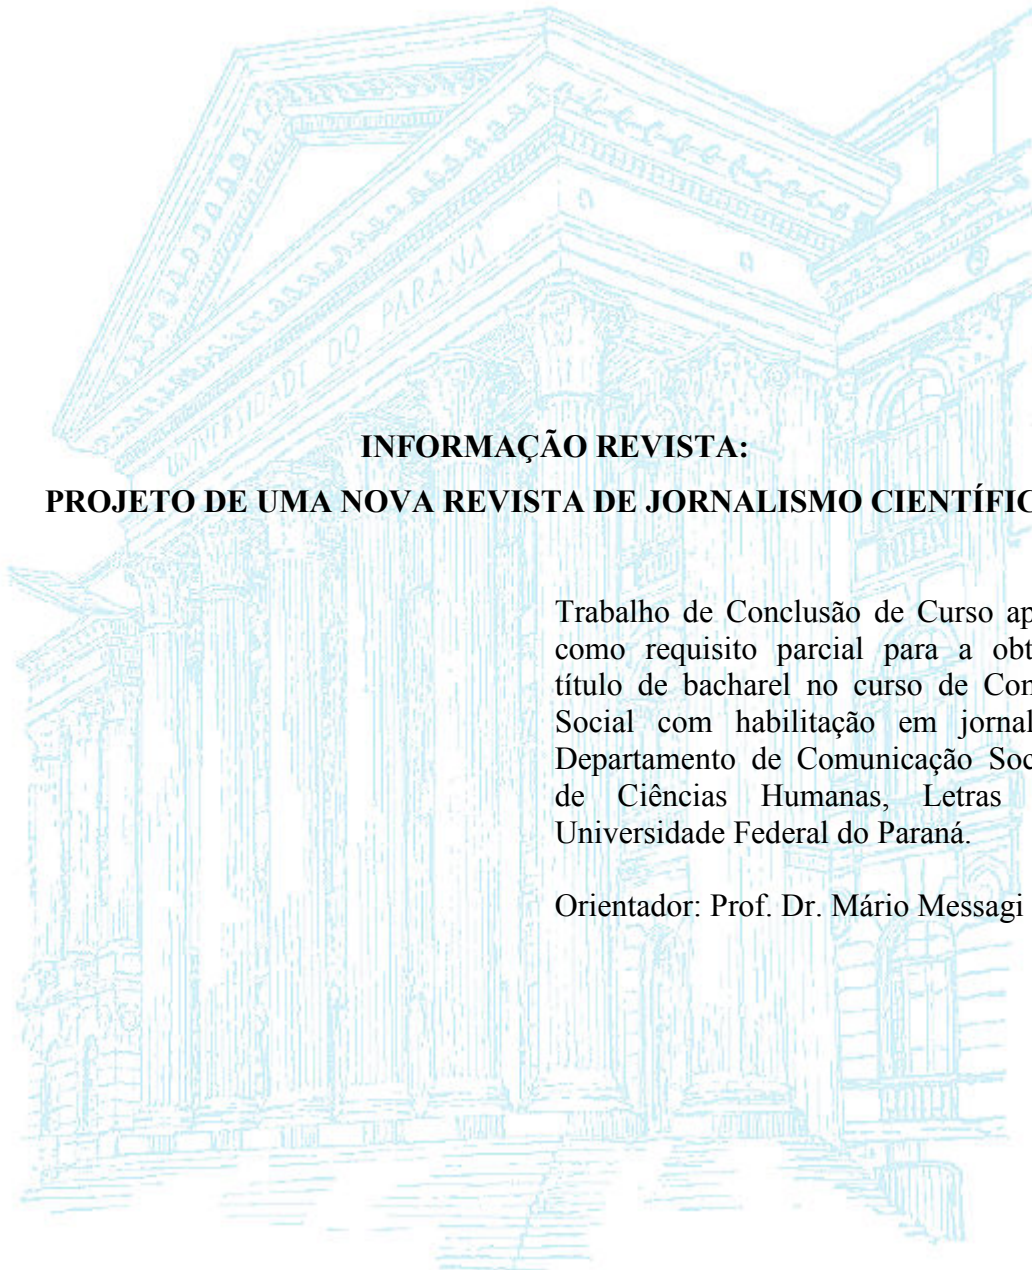 UNIVERSIDADE DO PARANÁ
INFORMAÇÃO REVISTA:
PROJETO DE UMA NOVA REVISTA DE JORNALISMO CIENTÍFIC
Trabalho de Conclusão de Curso ap
como requisito parcial para a obt
título de bacharel no curso de Con
Social com habilitação em jornal
Departamento de Comunicação Soc
de Ciências Humanas, Letras
Universidade Federal do Paraná.
Orientador: Prof. Dr. Mário Messagi